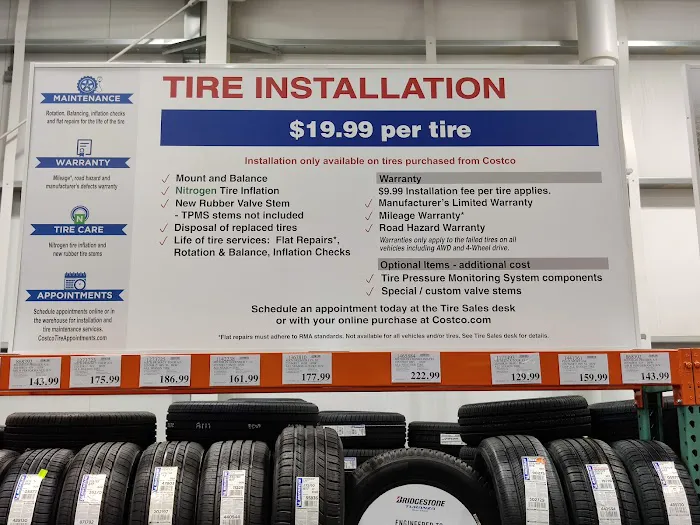 MAINTENANCE
Rotation, Balancing, inflation checks
and flat repairs for the life of the tire
WARRANTY
Mileage*, road hazard and
manufacturer's defects warranty
N
TIRE CARE
Nitrogen tire inflation and
new rubber tire stems
APPOINTMENTS
Schedule appointments online or in
the warehouse for installation and
tire maintenance services.
CostcoTireAppointments.com
TIRE INSTALLATION
$19.99 per tire
Installation only available on tires purchased from Costco
✓ Mount and Balance
✓ Nitrogen Tire Inflation
✓ New Rubber Valve Stem
- TPMS stems not included
✓ Disposal of replaced tires
✓ Life of tire services: Flat Repairs*,
Rotation & Balance, Inflation Checks
Warranty
$9.99 Installation fee per tire applies.
✓ Manufacturer's Limited Warranty
✓ Mileage Warranty*
✓ Road Hazard Warranty
Warranties only apply to the failed tires on all
vehicles including AWD and 4-Wheel drive.
Optional Items - additional cost
✓ Tire Pressure Monitoring System components
✓ Special / custom valve stems
Schedule an appointment today at the Tire Sales desk
or with your online purchase at Costco.com
*Flat repairs must adhere to RMA standards. Not available for all vehicles and/or tires. See Tire Sales desk for details.
143.99
175.99
186.99
161.99
177.99
222.99
129.99
159.99
143.99
BRIDGESTONE
TURANZA
ENGINEERED TO